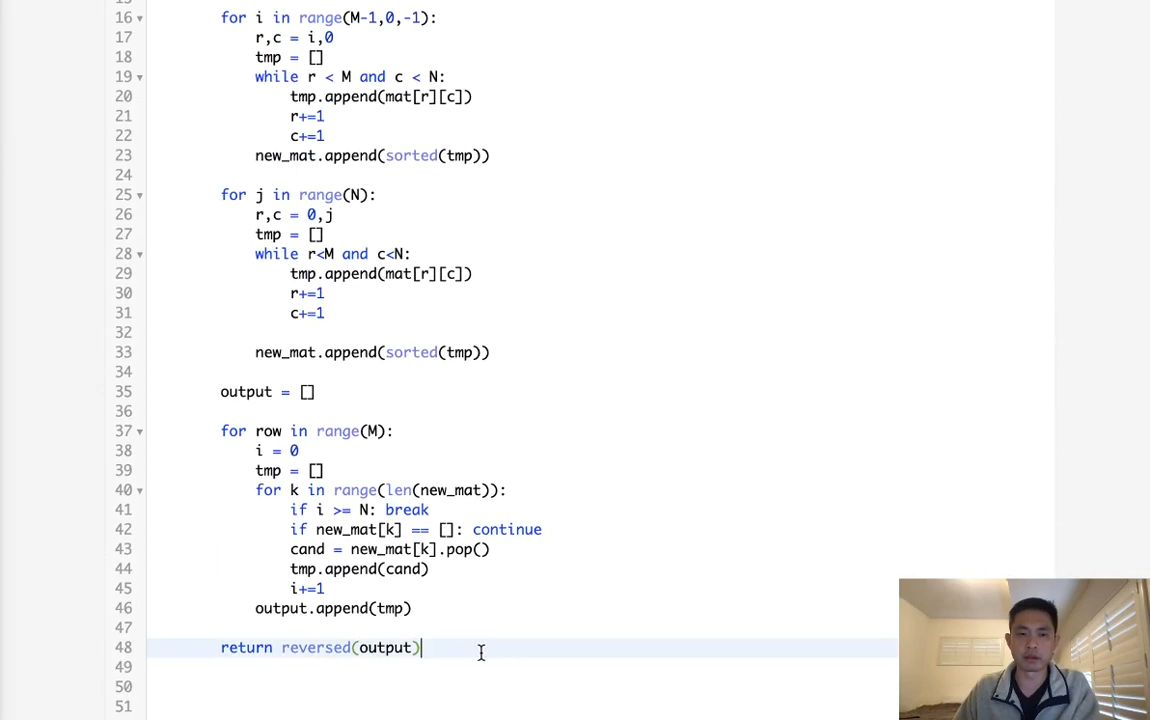 16 for i in range(M-1,0,-1):
17 r,c = i,0
18 tmp = []
19 while r < M and c < N:
20 tmp.append(mat[r][c])
21 r+=1
22 c+=1
23 new_mat.append(sorted(tmp))
24
25 for j in range(N):
26 r,c = 0,j
27 tmp = []
28 while r<M and c<N:
29 tmp.append(mat[r][c])
30 r+=1
31 c+=1
32
33 new_mat.append(sorted(tmp))
34
35 output = []
36
37 for row in range(M):
38 i = 0
39 tmp = []
40 for k in range(len(new_mat)):
41 if i >= N: break
42 if new_mat[k] == []: continue
43 cand = new_mat[k].pop()
44 tmp.append(cand)
45 i+=1
46 output.append(tmp)
47
48 return reversed(output)
49
50
51